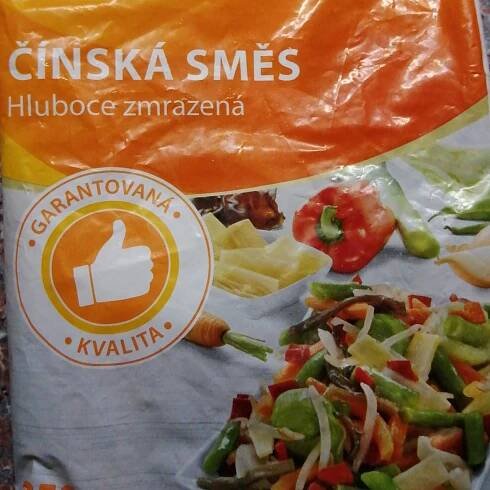 ČÍNSKÁ SMĚS
Hluboce zmrazená
• GARANTOVANÁ •
KVALITA